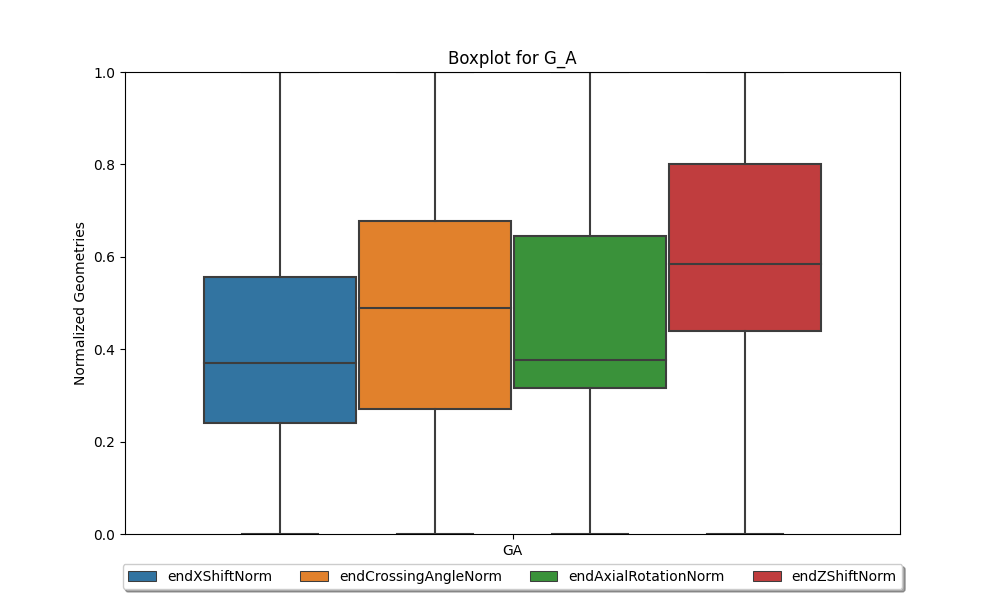 Boxplot for G_A
1.0
0.8
0.6
0.4
0.2
0.0
Normalized Geometries
GA
endXShiftNorm endCrossingAngleNorm endAxialRotationNorm endZShiftNorm